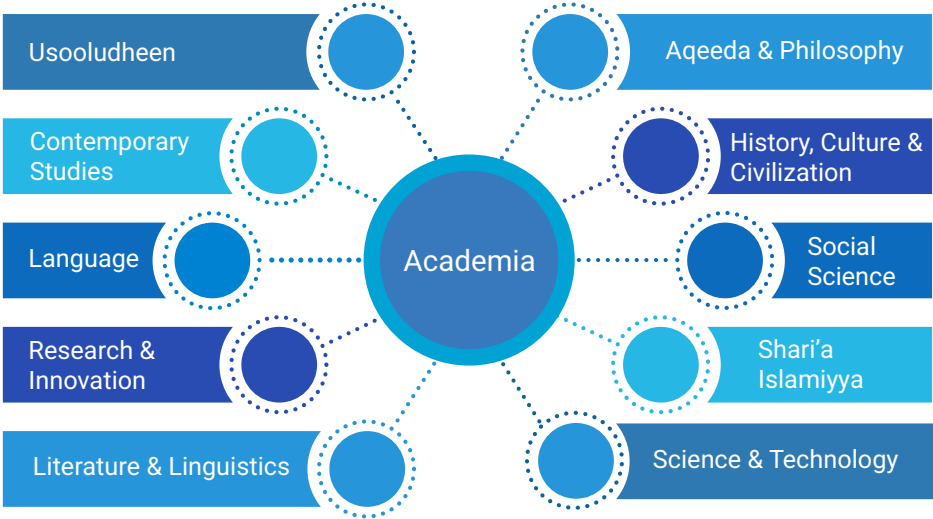 Usooludheen
Aqeeda & Philosophy
Contemporary
Studies
History, Culture &
Civilization
Language
Academia
Social
Science
Research &
Innovation
Shari’a
Islamiyya
Literature & Linguistics
Science & Technology